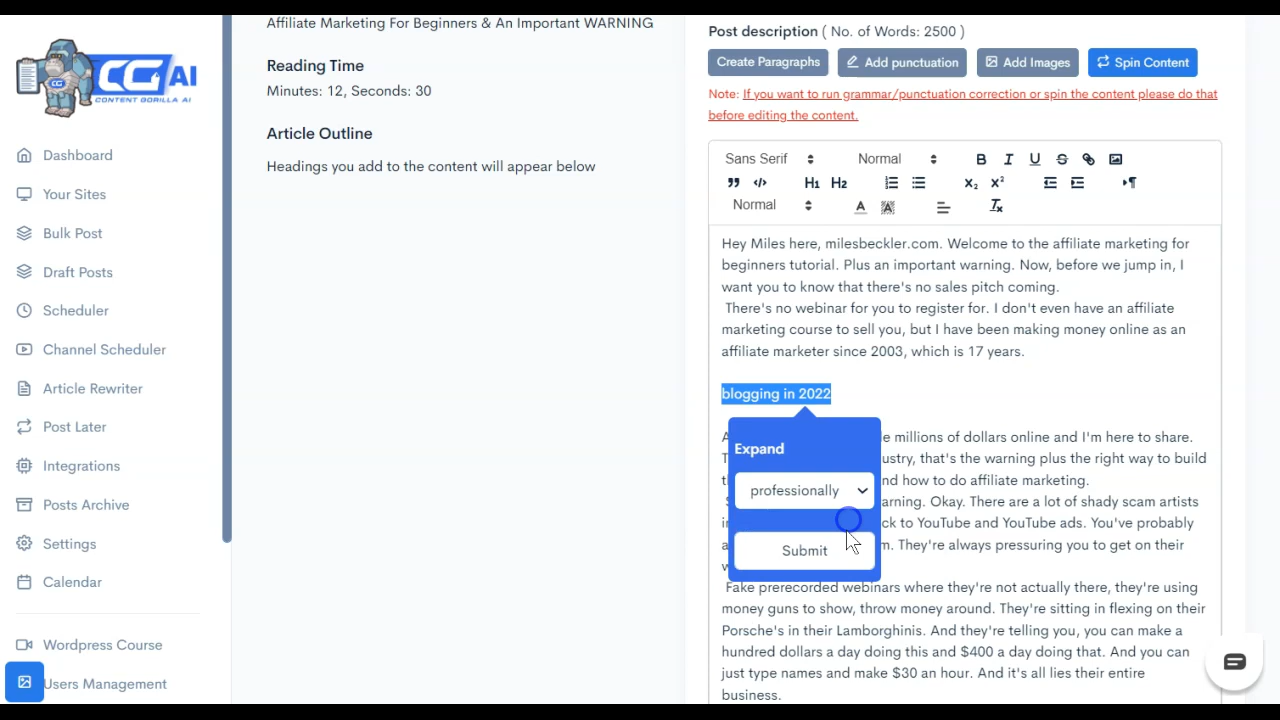 CG AI
CONTENT GORILLA AI
CG
Dashboard
Your Sites
Bulk Post
Draft Posts
Scheduler
Channel Scheduler
Article Rewriter
Post Later
Integrations
Posts Archive
Settings
Calendar
Wordpress Course
Users Management
Affiliate Marketing For Beginners & An Important WARNING
Reading Time
Minutes: 12, Seconds: 30
Article Outline
Headings you add to the content will appear below
Post description ( No. of Words: 2500 )
Create Paragraphs
Add punctuation
Add Images
Spin Content
Note: If you want to run grammar/punctuation correction or spin the content please do that
before editing the content.
Sans Serif
Normal
B I U S
H1 H2
X2 X2
Normal
A A
Tx
Hey Miles here, milesbeckler.com. Welcome to the affiliate marketing for
beginners tutorial. Plus an important warning. Now, before we jump in, I
want you to know that there's no sales pitch coming.
There's no webinar for you to register for. I don't even have an affiliate
marketing course to sell you, but I have been making money online as an
affiliate marketer since 2003, which is 17 years.
blogging in 2022
Expand
professionally
Submit
e millions of dollars online and I'm here to share.
ustry, that's the warning plus the right way to build
nd how to do affiliate marketing.
arning. Okay. There are a lot of shady scam artists
ck to YouTube and YouTube ads. You've probably
m. They're always pressuring you to get on their
Fake prerecorded webinars where they're not actually there, they're using
money guns to show, throw money around. They're sitting in flexing on their
Porsche's in their Lamborghinis. And they're telling you, you can make a
hundred dollars a day doing this and $400 a day doing that. And you can
just type names and make $30 an hour. And it's all lies their entire
business.